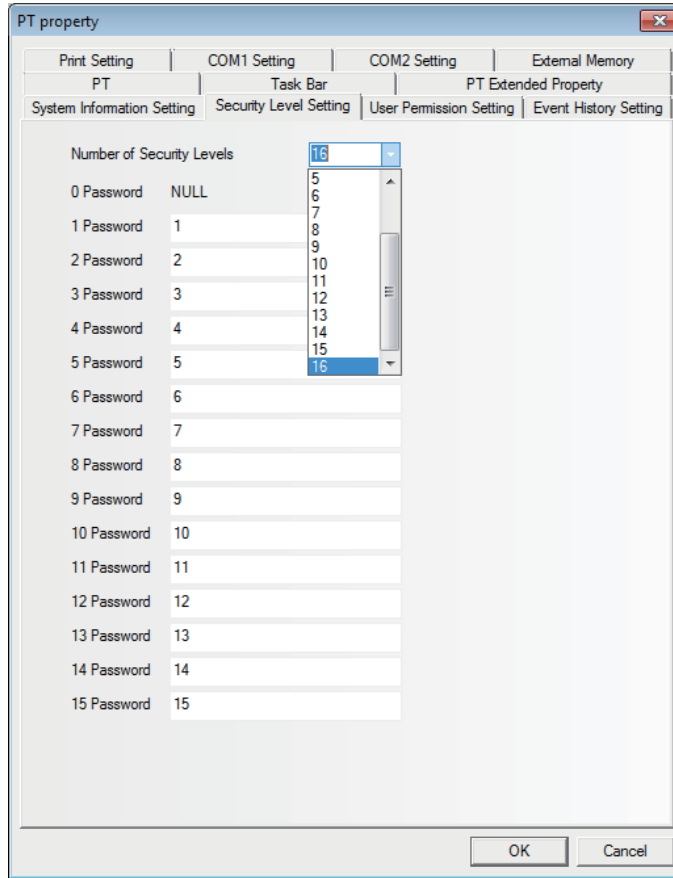 PT property
Print Setting COM1 Setting COM2 Setting External Memory
PT Task Bar PT Extended Property
System Information Setting Security Level Setting User Permission Setting Event History Setting
Number of Security Levels 16
5
6
7
8
9
10
11
12
13
14
15
16
0 Password NULL
1 Password 1
2 Password 2
3 Password 3
4 Password 4
5 Password 5
6 Password 6
7 Password 7
8 Password 8
9 Password 9
10 Password 10
11 Password 11
12 Password 12
13 Password 13
14 Password 14
15 Password 15
OK Cancel